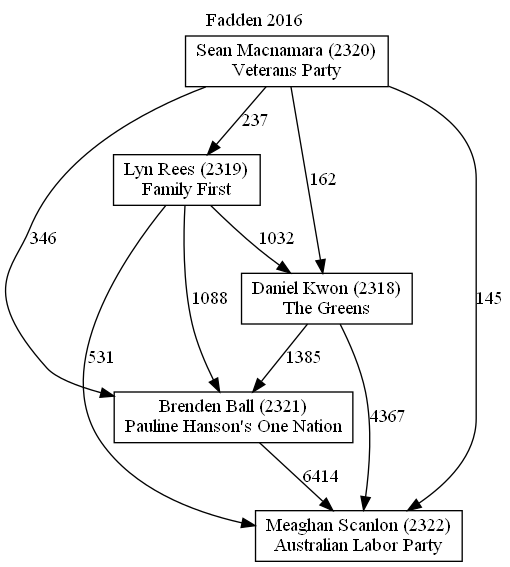 Fadden 2016
Sean Macnamara (2320)
Veterans Party
237
Lyn Rees (2319)
Family First
162
346
1032
Daniel Kwon (2318)
The Greens
1088
145
531
1385
4367
Brenden Ball (2321)
Pauline Hanson's One Nation
6414
Meaghan Scanlon (2322)
Australian Labor Party